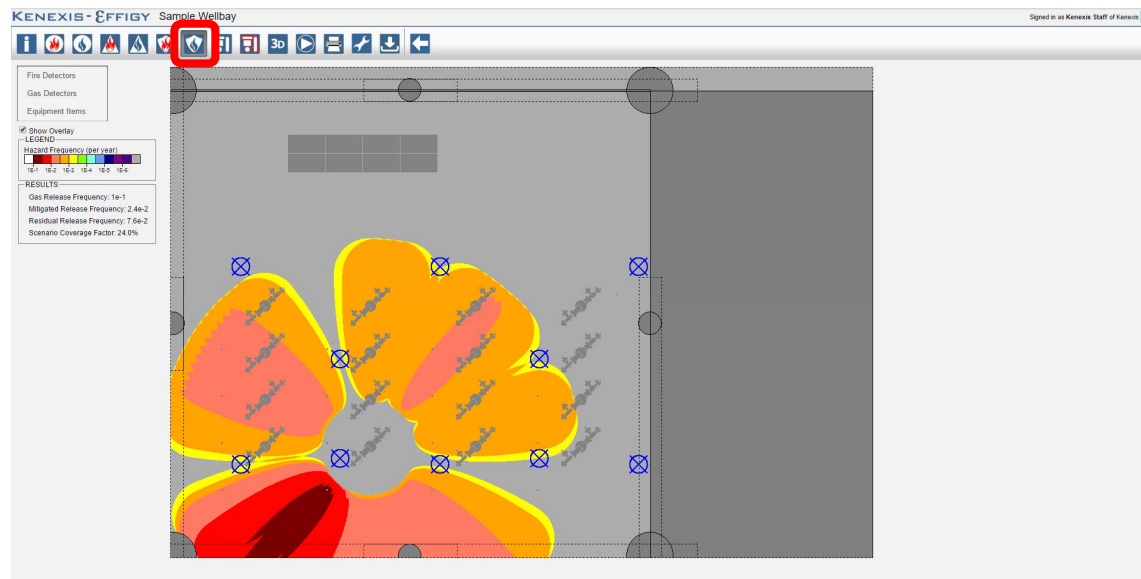 KENEXIS-EFFIGY Sample Wellbay
Signed in as Kenexis Staff of Kenexis
3D
Fire Detectors
Gas Detectors
Equipment Items
Show Overlay
LEGEND
Hazard Frequency (per year)
1E-1 1E-2 1E-3 1E-4 1E-5 1E-6
RESULTS
Gas Release Frequency: 1e-1
Mitigated Release Frequency: 2.4e-2
Residual Release Frequency: 7.6e-2
Scenario Coverage Factor: 24.0%